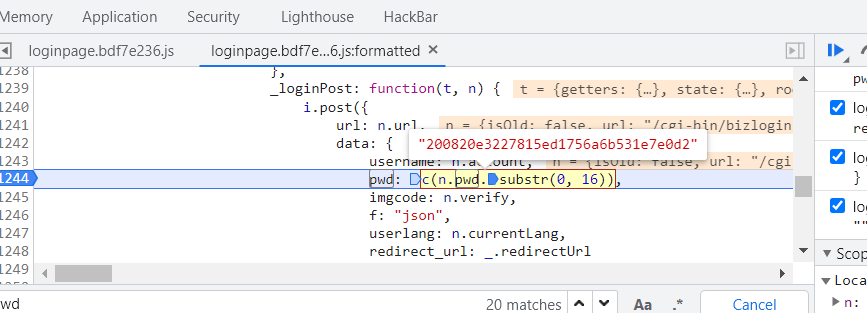 Memory Application Security Lighthouse HackBar
loginpage.bdf7e236.js loginpage.bdf7e...6.js:formatted ×
1238 },
1239 _loginPost: function(t, n) { t = {getters: {…}, state: {…}, ro
1240 i.post({
1241 url: n.url, n = {isOld: false, url: "/cgi-bin/bizlogin
1242 data: {
"200820e3227815ed1756a6b531e7e0d2"
1243 username: n.account, n = {isOld: false, url: "/cgi
1244 pwd: c(n.pwd.substr(0, 16)),
1245 imgcode: n.verify,
1246 f: "json",
1247 userlang: n.currentLang,
1248 redirect_url: _.redirectUrl
1249
pw
lo
re
lo
}
lo
""
▼ Scop
▼ Loca
▶ n:
wd 20 matches Aa .* Cancel